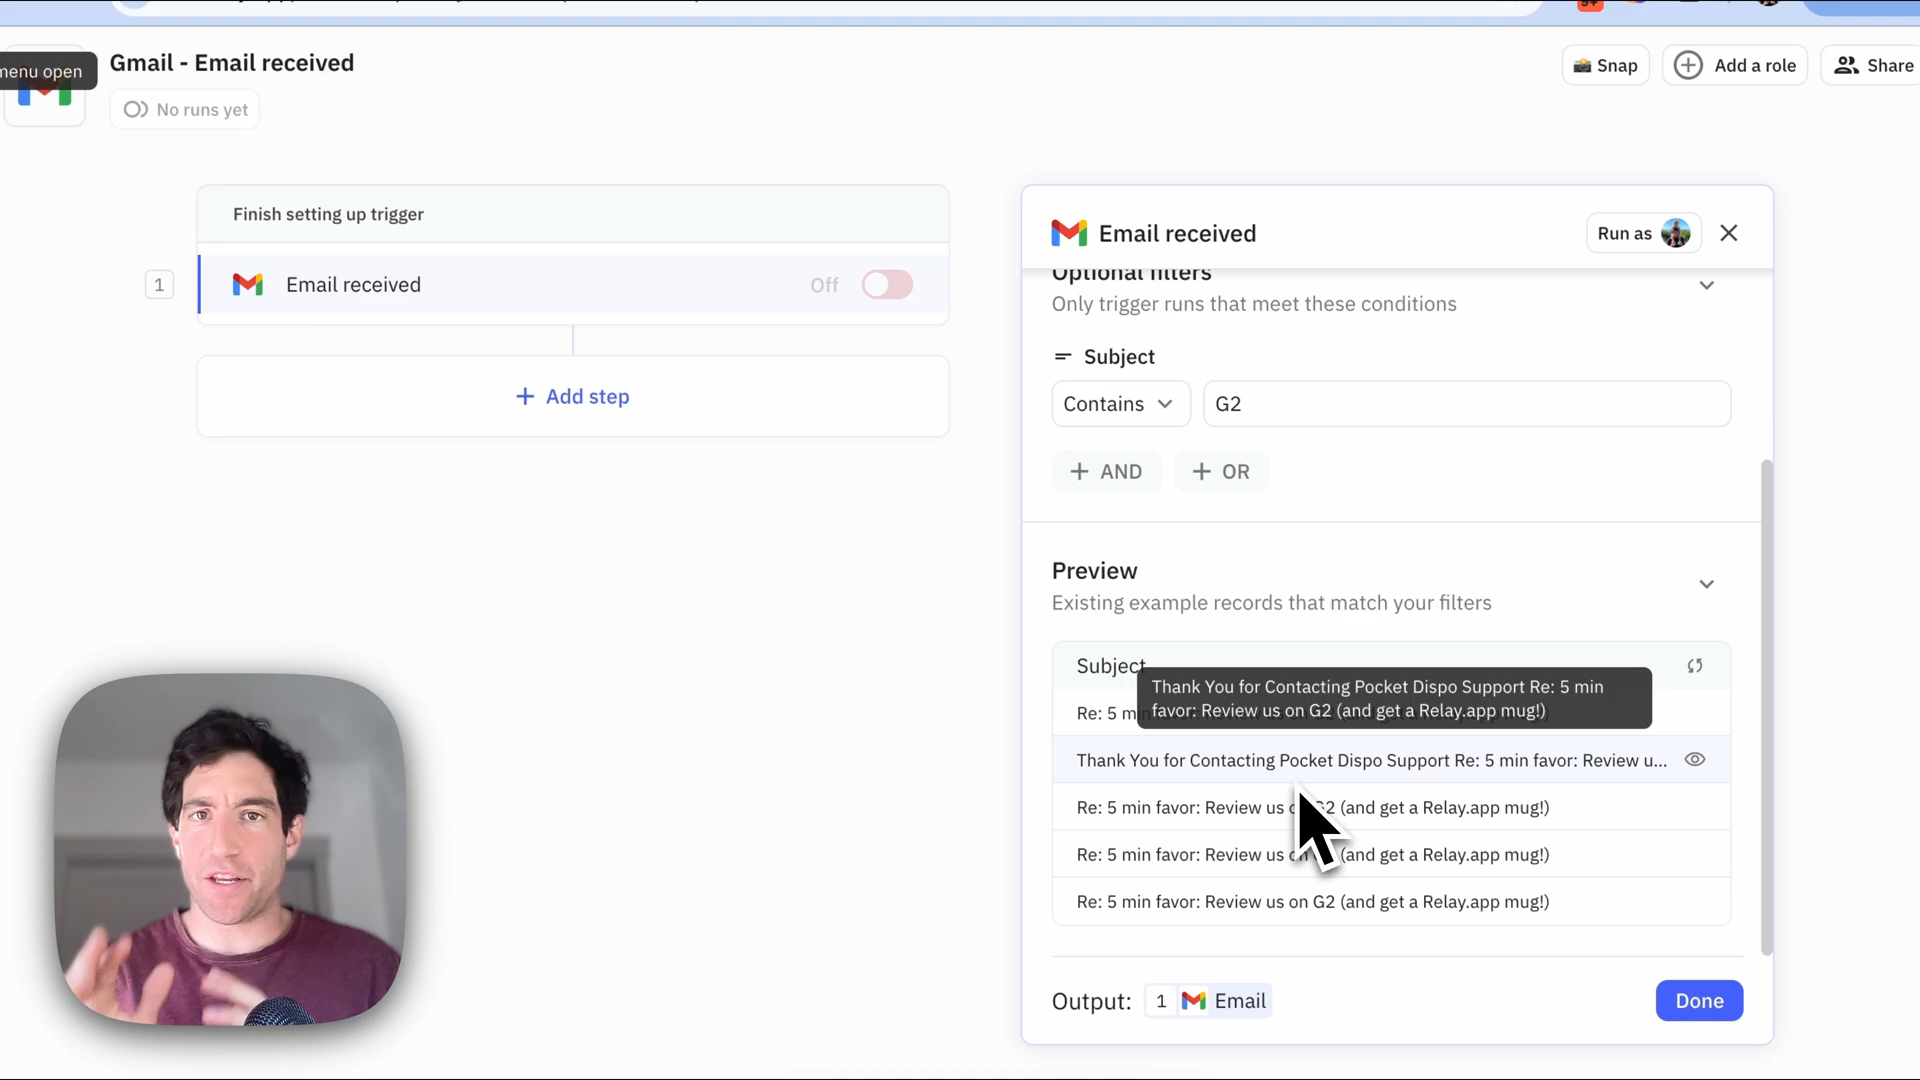 menu open
Gmail - Email received
No runs yet
Snap
Add a role
Share
Finish setting up trigger
1
Email received
Off
Add step
Email received
Run as
Optional filters
Only trigger runs that meet these conditions
Subject
Contains
G2
AND
OR
Preview
Existing example records that match your filters
Subject
Thank You for Contacting Pocket Dispo Support Re: 5 min
favor: Review us on G2 (and get a Relay.app mug!)
Re: 5 min
Thank You for Contacting Pocket Dispo Support Re: 5 min favor: Review u...
Re: 5 min favor: Review us on G2 (and get a Relay.app mug!)
Re: 5 min favor: Review us on (and get a Relay.app mug!)
Re: 5 min favor: Review us on G2 (and get a Relay.app mug!)
Output:
1
Email
Done